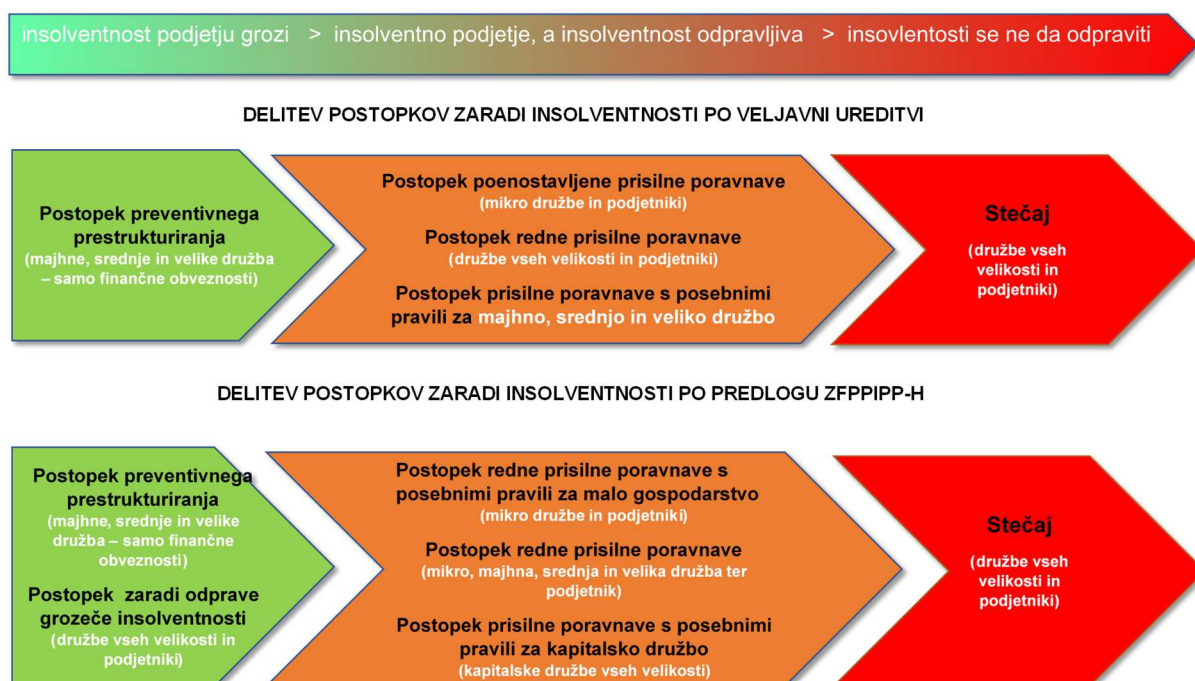 insolventnost podjetju grozi > insolventno podjetje, a insolventnost odpravljiva > insovlentosti se ne da odpraviti
DELITEV POSTOPKOV ZARADI INSOLVENTNOSTI PO VELJAVNI UREDITVI
Postopek preventivnega
prestrukturiranja
(majhne, srednje in velike družba
– samo finančne obveznosti)
Postopek poenostavljene prisilne poravnave
(mikro družbe in podjetniki)
Postopek redne prisilne poravnave
(družbe vseh velikosti in podjetniki)
Postopek prisilne poravnave s posebnimi
pravili za majhno, srednjo in veliko družbo
Stečaj
(družbe vseh
velikosti in
podjetniki)
DELITEV POSTOPKOV ZARADI INSOLVENTNOSTI PO PREDLOGU ZFPPIPP-H
Postopek preventivnega
prestrukturiranja
(majhne, srednje in velike
družba – samo finančne
obveznosti)
Postopek zaradi odprave
grozeče insolventnosti
(družbe vseh velikosti in
podjetniki)
Postopek redne prisilne poravnave s
posebnimi pravili za malo gospodarstvo
(mikro družbe in podjetniki)
Postopek redne prisilne poravnave
(mikro, majhna, srednja in velika družba ter
podjetnik)
Postopek prisilne poravnave s posebnimi
pravili za kapitalsko družbo
(kapitalske družbe vseh velikosti)
Stečaj
(družbe vseh
velikosti in
podjetniki)